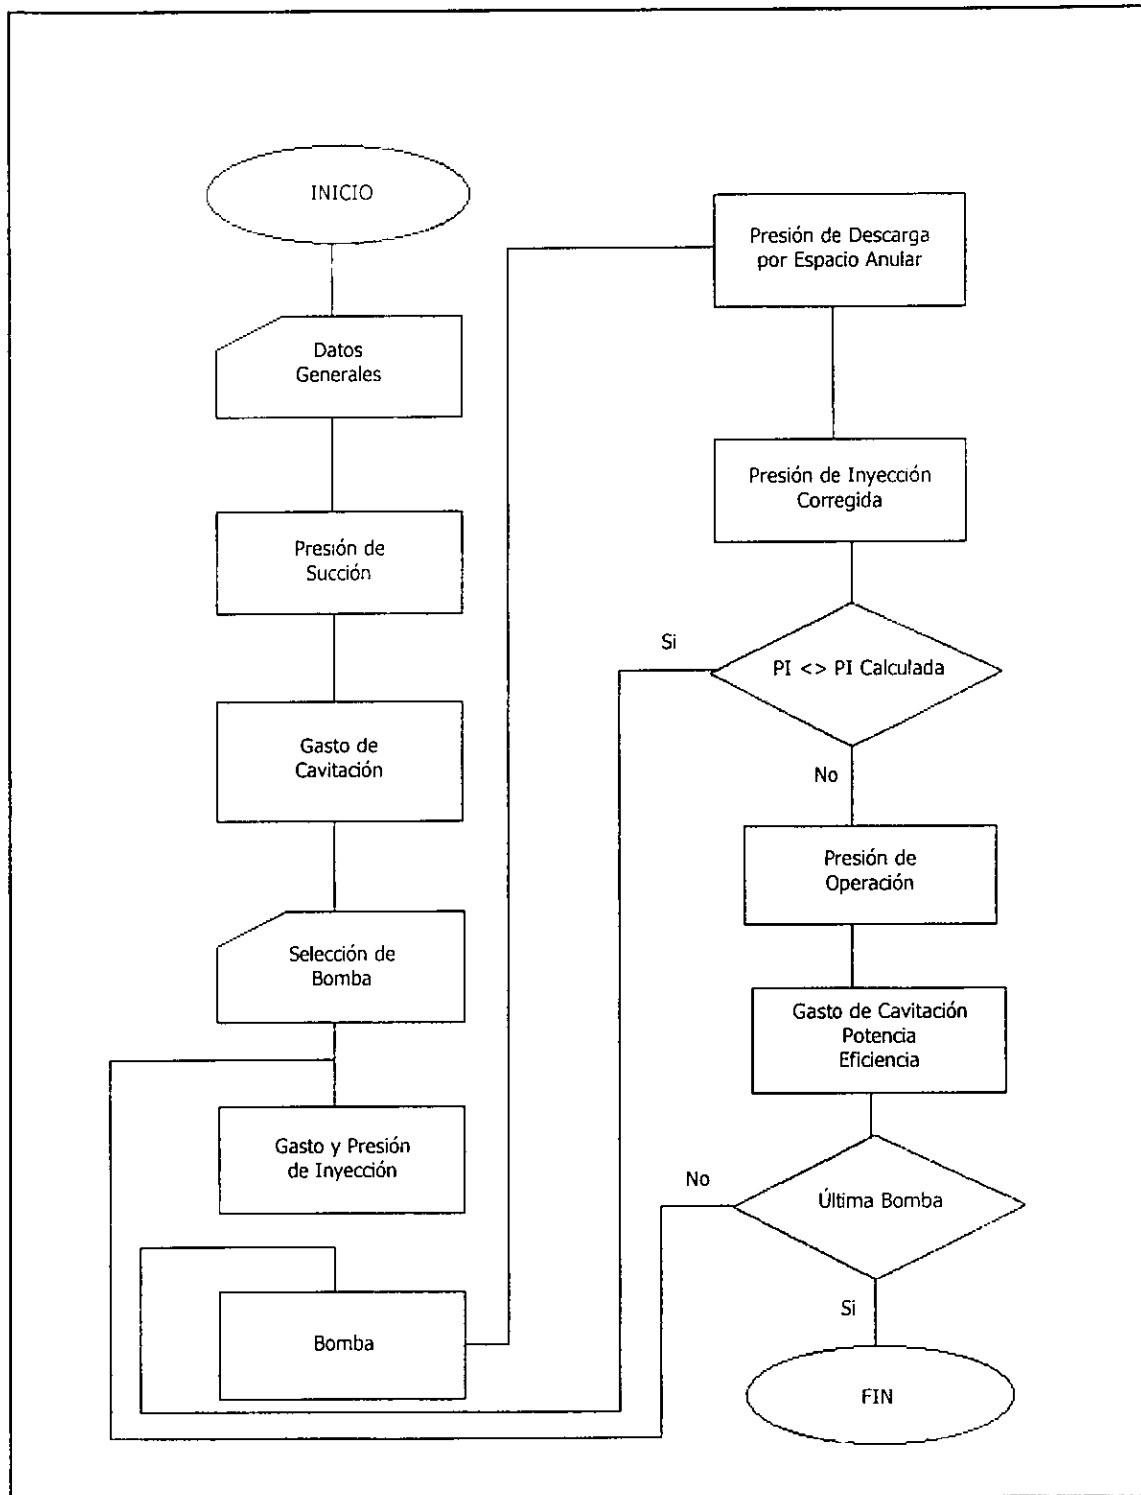 INICIO
Datos
Generales
Presión de
Succión
Gasto de
Cavitación
Selección de
Bomba
Gasto y Presión
de Inyección
Bomba
Presión de Descarga
por Espacio Anular
Presión de Inyección
Corregida
Si
PI <> PI Calculada
No
Presión de
Operación
Gasto de Cavitación
Potencia
Eficiencia
No
Última Bomba
Si
FIN